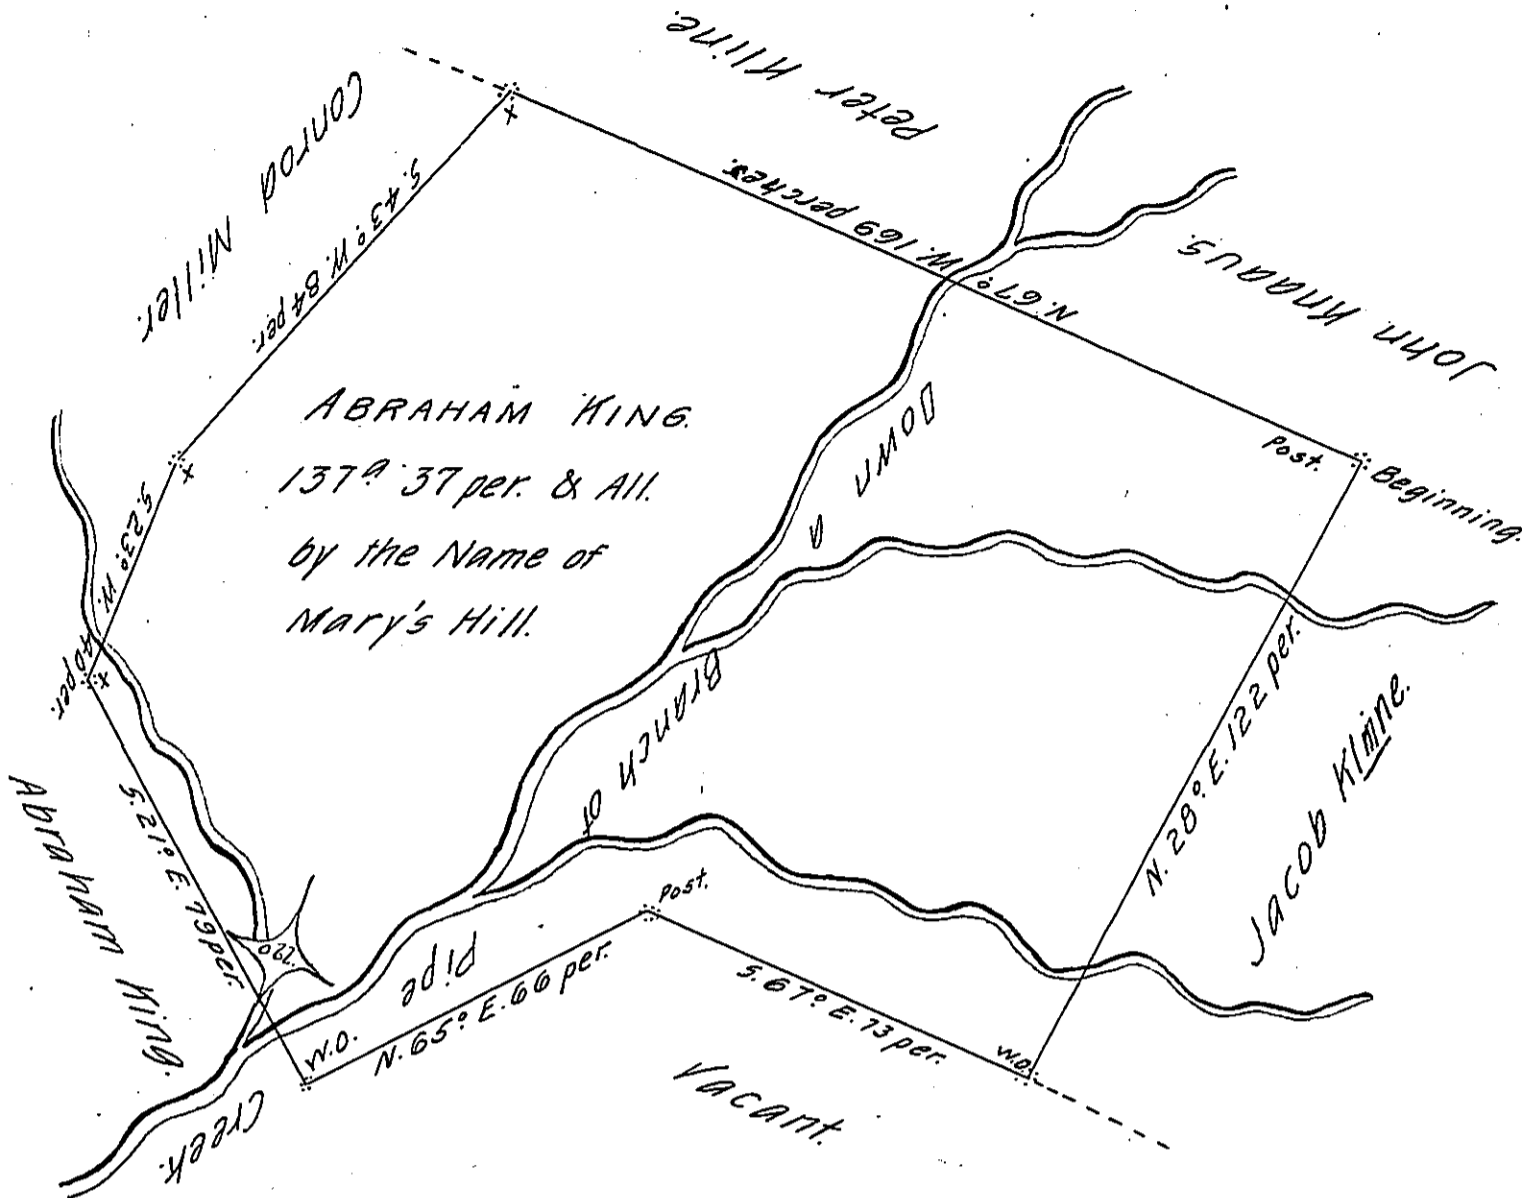 Peter Kline.
Conrod Miller.
John Knaaus.
N. 67° W. 169 perches.
S. 43° W. 84 per.
X
ABRAHAM KING.
137ᵃ 37 per. & All.
by the Name of
Mary's Hill.
Down
a
Branch of
Pipe
Creek.
Post.
Beginning.
X
S. 23° W.
40 per.
X
N. 28° E. 122 per.
Jacob Kline.
Abraham King.
S. 21° E. 79 per.
Post.
W.O.
N. 65° E. 66 per.
S. 67° E. 73 per.
W.O.
Vacant.